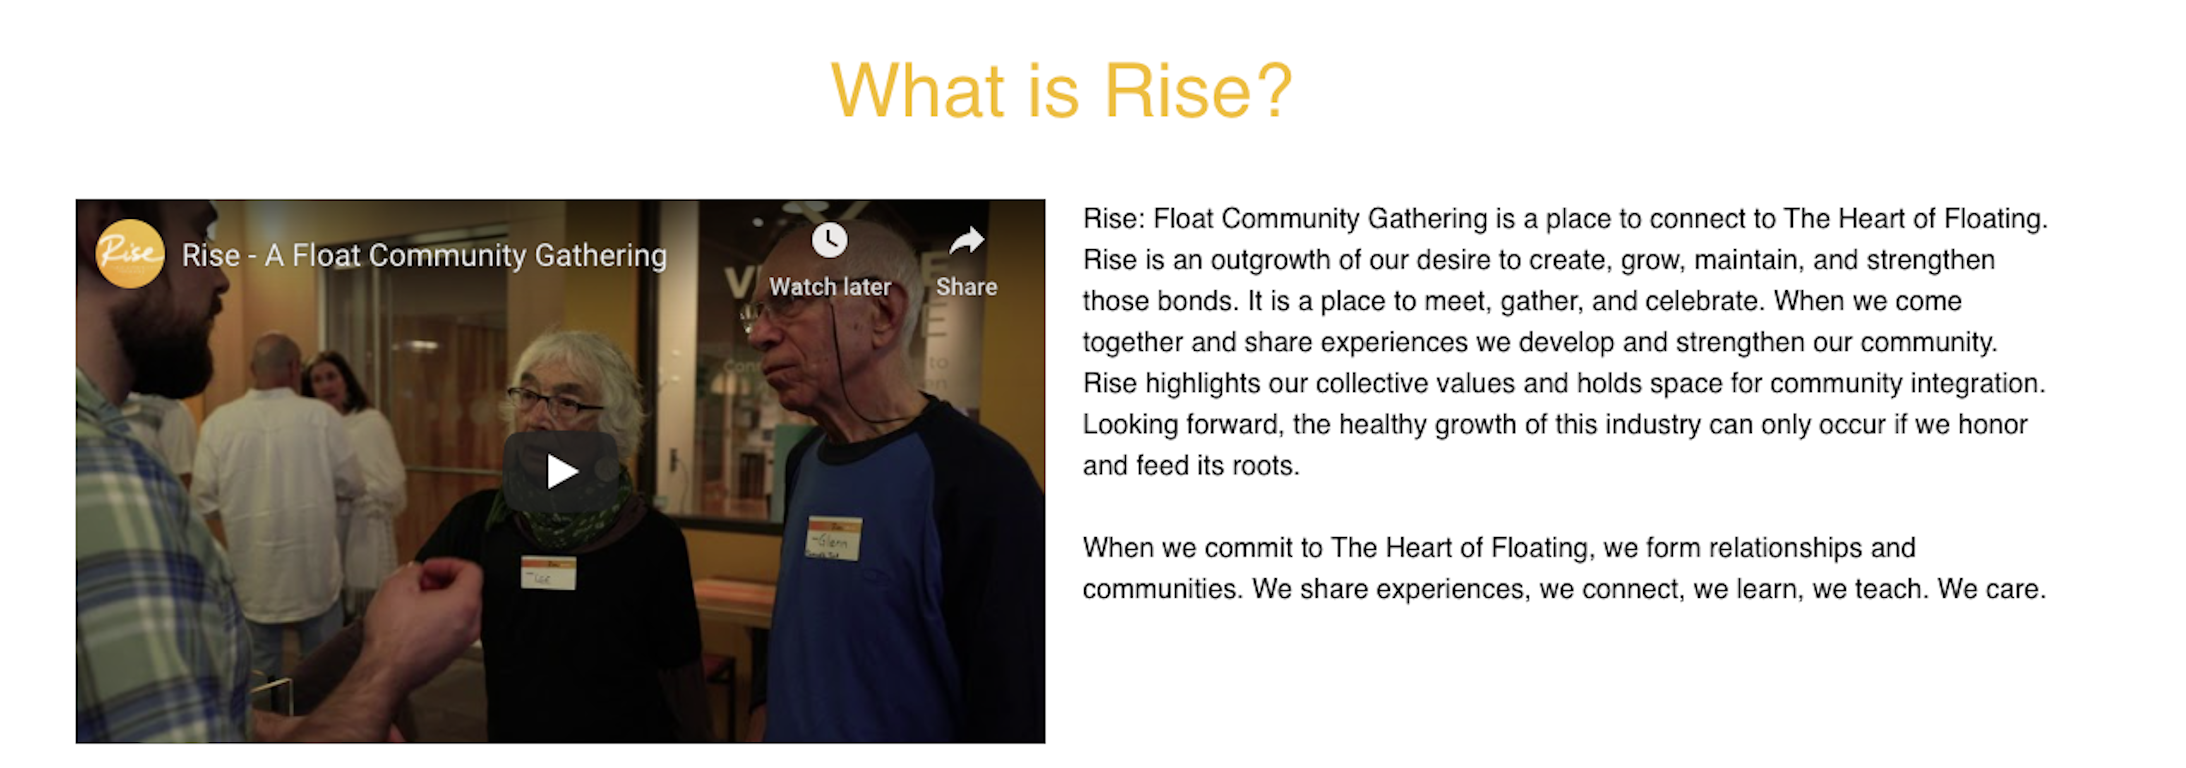 What is Rise?
Rise
Rise - A Float Community Gathering
Watch later
Share
Glenn
Rise: Float Community Gathering is a place to connect to The Heart of Floating.
Rise is an outgrowth of our desire to create, grow, maintain, and strengthen
those bonds. It is a place to meet, gather, and celebrate. When we come
together and share experiences we develop and strengthen our community.
Rise highlights our collective values and holds space for community integration.
Looking forward, the healthy growth of this industry can only occur if we honor
and feed its roots.
When we commit to The Heart of Floating, we form relationships and
communities. We share experiences, we connect, we learn, we teach. We care.